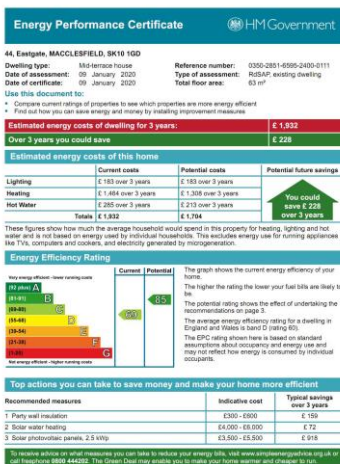 Energy Performance Certificate
HM Government
44, Eastgate, MACCLESFIELD, SK10 1GD
Dwelling type: Mid-terrace house
Reference number: 0350-2851-6595-2400-0111
Date of assessment: 09 January 2020
Type of assessment: RdSAP, existing dwelling
Date of certificate: 09 January 2020
Total floor area: 63 m²
Use this document to:
• Compare current ratings of properties to see which properties are more energy efficient
• Find out how you can save energy and money by installing improvement measures
Estimated energy costs of dwelling for 3 years: £ 1,932
Over 3 years you could save £ 228
Estimated energy costs of this home
Current costs Potential costs Potential future savings
Lighting £ 183 over 3 years £ 183 over 3 years
Heating £ 1,464 over 3 years £ 1,308 over 3 years
Hot Water £ 285 over 3 years £ 213 over 3 years
Totals £ 1,932 £ 1,704
You could
save £ 228
over 3 years
These figures show how much the average household would spend in this property for heating, lighting and hot
water and is not based on energy used by individual households. This excludes energy use for running appliances
like TVs, computers and cookers, and electricity generated by microgeneration.
Energy Efficiency Rating
Current Potential
Very energy efficient - lower running costs
(92 plus) A
(81-91) B
(69-80) C
(55-68) D
(39-54) E
(21-38) F
(1-20) G
Not energy efficient - higher running costs
69
85
The graph shows the current energy efficiency of your
home.
The higher the rating the lower your fuel bills are likely to
be.
The potential rating shows the effect of undertaking the
recommendations on page 3.
The average energy efficiency rating for a dwelling in
England and Wales is band D (rating 60).
The EPC rating shown here is based on standard
assumptions about occupancy and energy use and
may not reflect how energy is consumed by individual
occupants.
Top actions you can take to save money and make your home more efficient
Recommended measures Indicative cost Typical savings
over 3 years
1 Party wall insulation £300 - £600 £ 159
2 Solar water heating £4,000 - £6,000 £ 72
3 Solar photovoltaic panels, 2.5 kWp £3,500 - £5,500 £ 918
To receive advice on what measures you can take to reduce your energy bills, visit www.simpleenergyadvice.org.uk or
call freephone 0800 444202. The Green Deal may enable you to make your home warmer and cheaper to run.